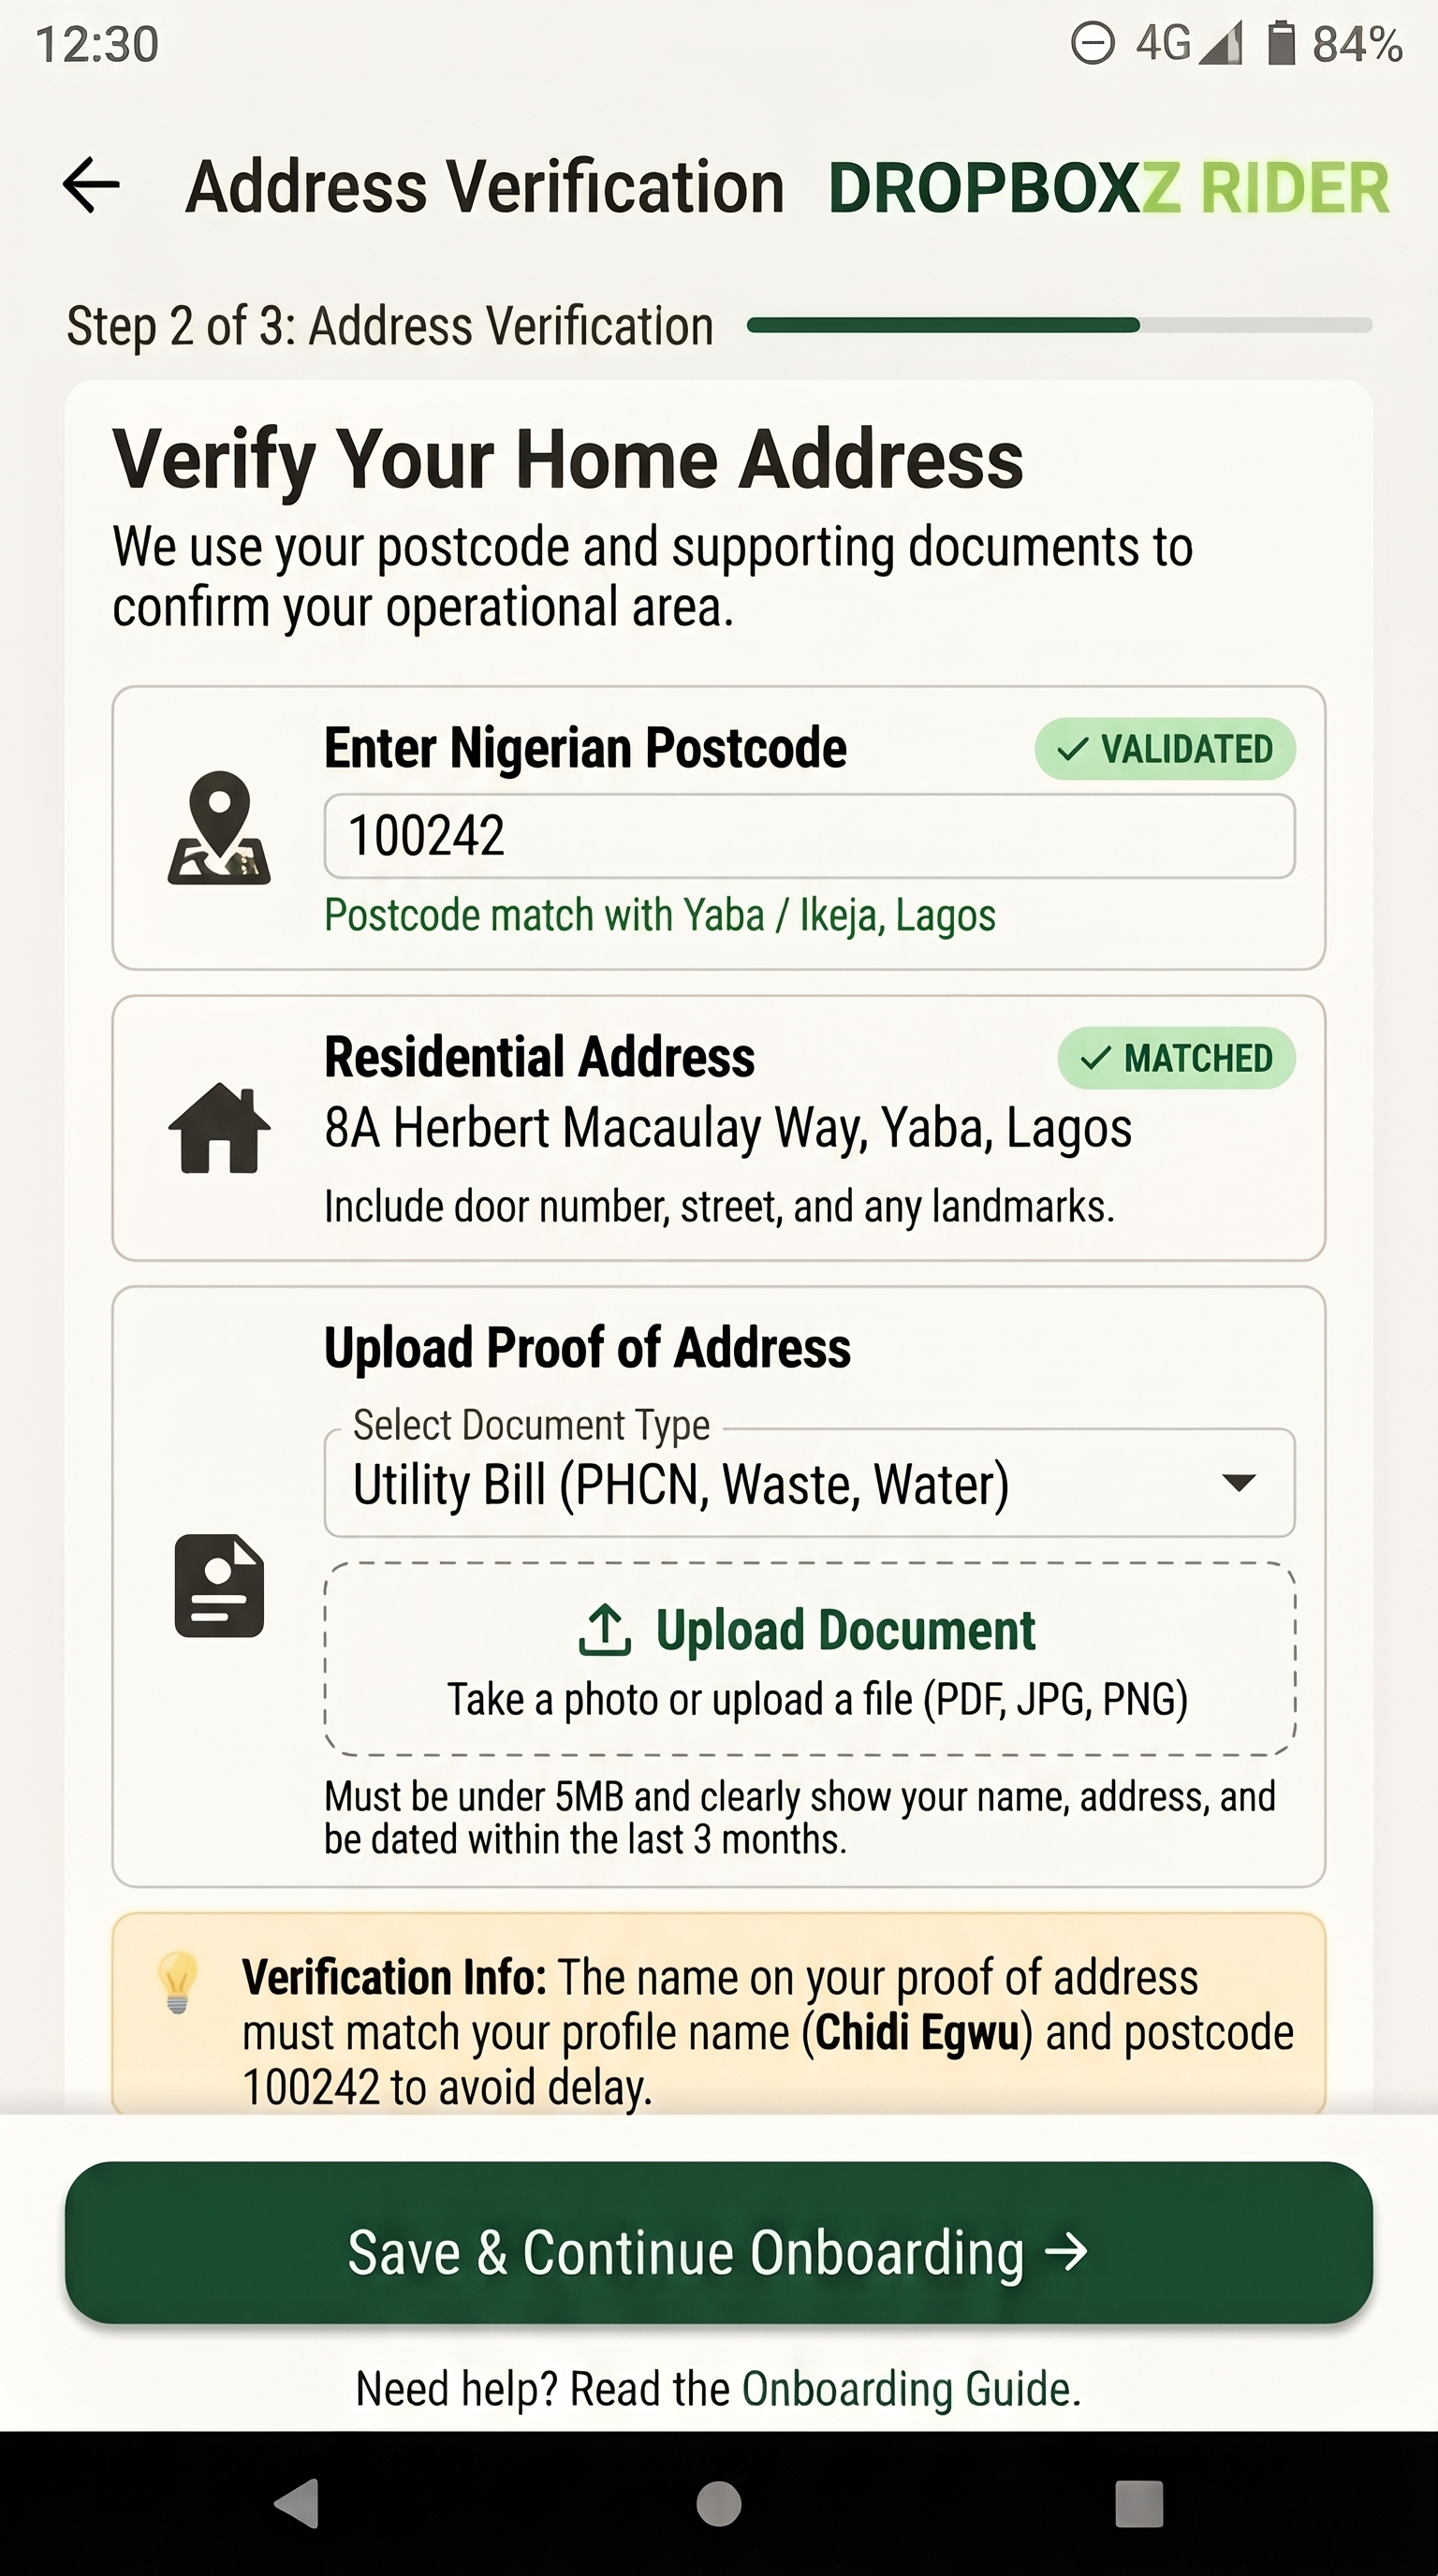 12:30 4G 84%
Address Verification DROPBOXZ RIDER
Step 2 of 3: Address Verification
Verify Your Home Address
We use your postcode and supporting documents to
confirm your operational area.
Enter Nigerian Postcode ✓ VALIDATED
100242
Postcode match with Yaba / Ikeja, Lagos
Residential Address ✓ MATCHED
8A Herbert Macaulay Way, Yaba, Lagos
Include door number, street, and any landmarks.
Upload Proof of Address
Select Document Type
Utility Bill (PHCN, Waste, Water)
Upload Document
Take a photo or upload a file (PDF, JPG, PNG)
Must be under 5MB and clearly show your name, address, and
be dated within the last 3 months.
Verification Info: The name on your proof of address
must match your profile name (Chidi Egwu) and postcode
100242 to avoid delay.
Save & Continue Onboarding →
Need help? Read the Onboarding Guide.